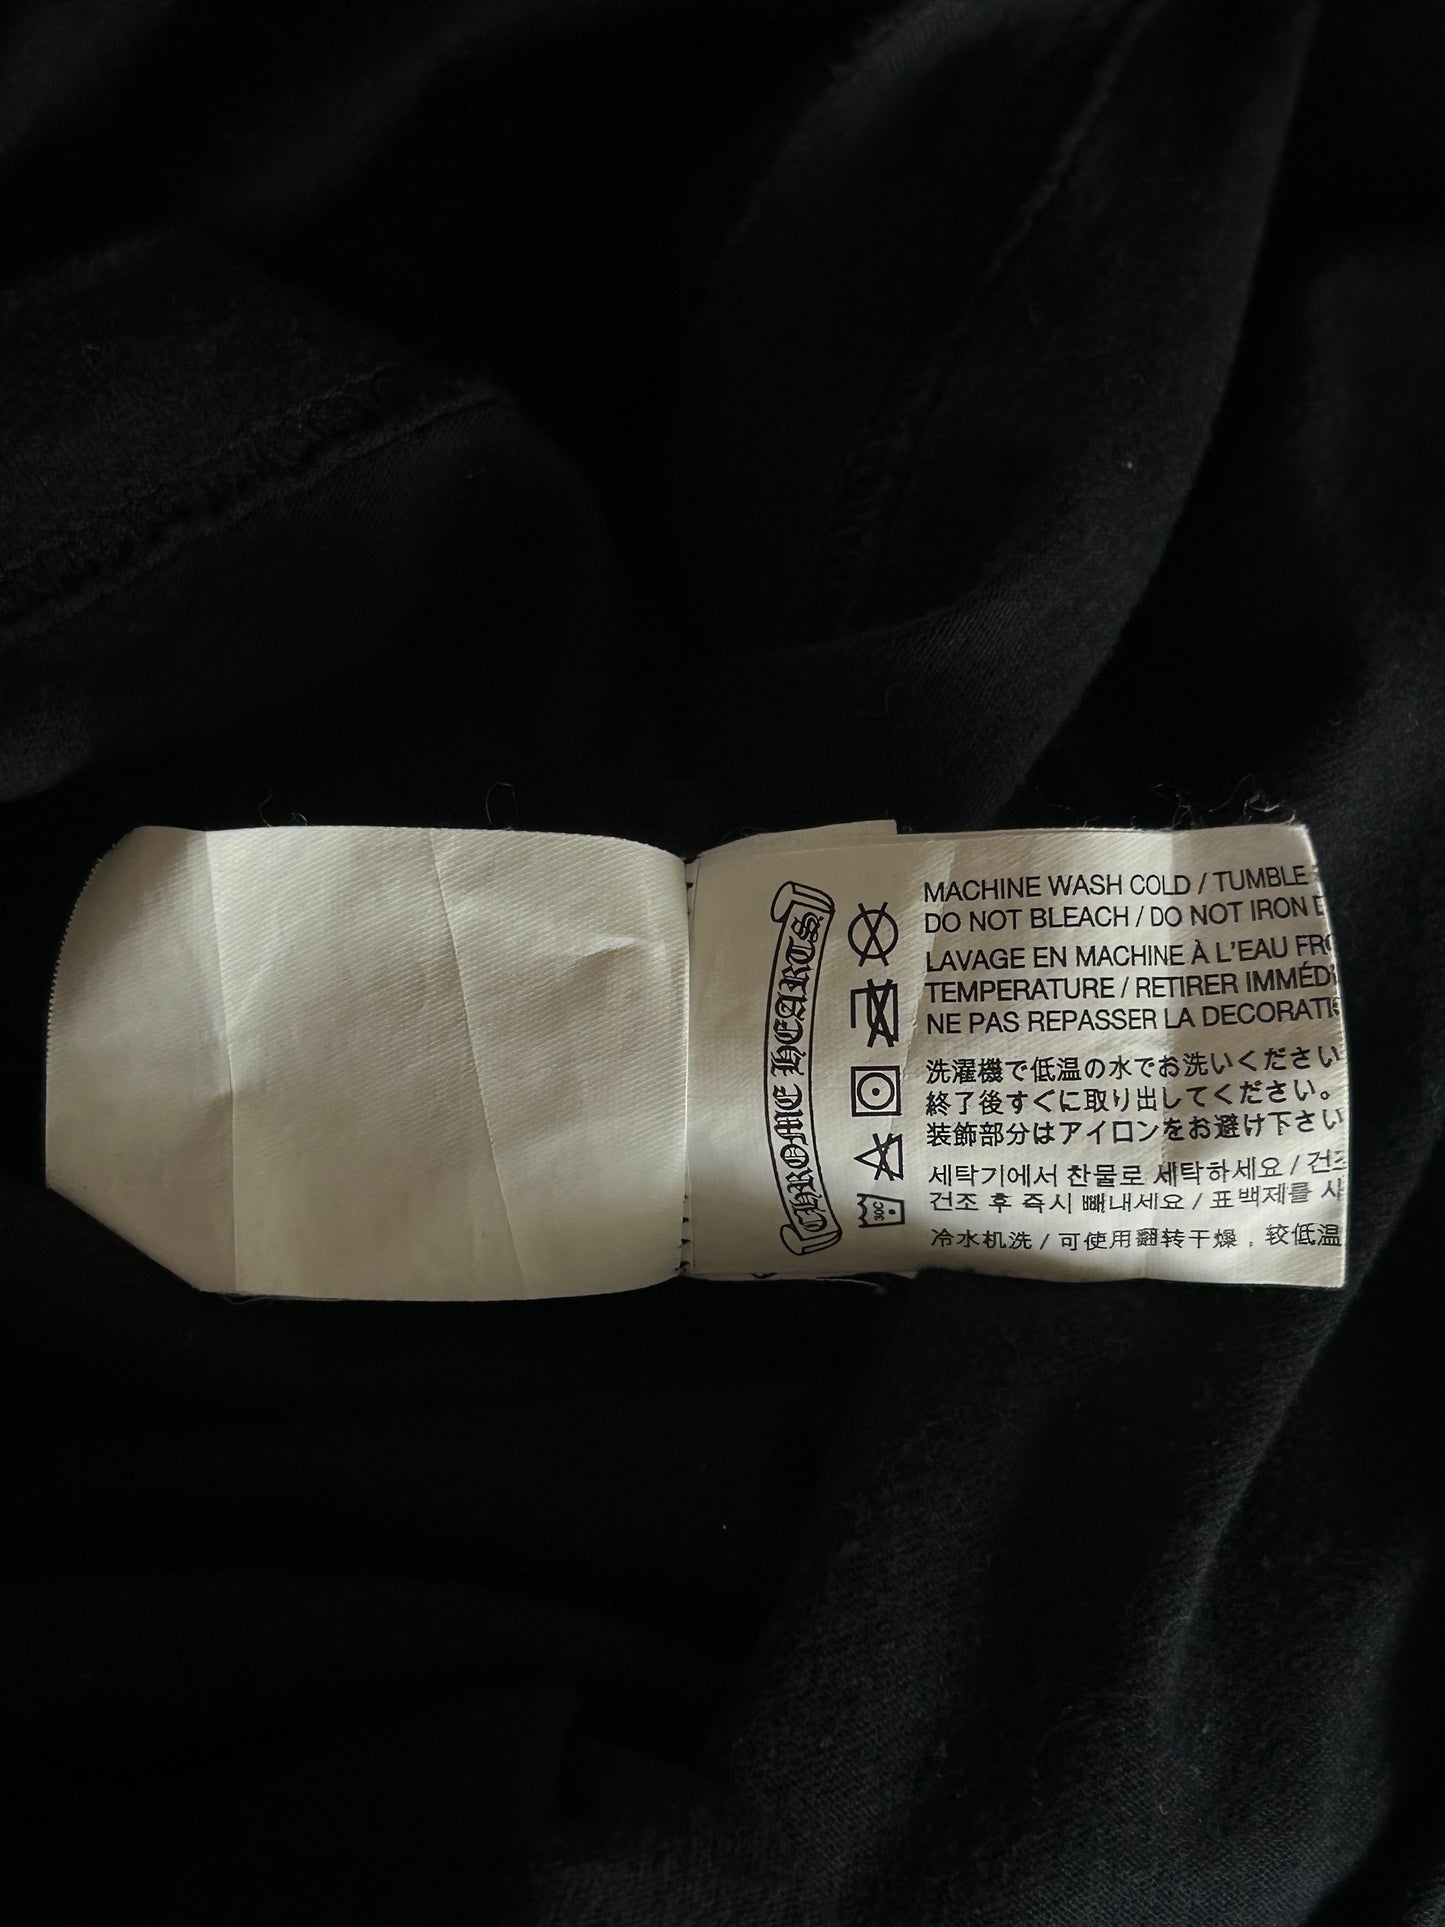 CHROME HEARTS
MACHINE WASH COLD / TUMBLE
DO NOT BLEACH / DO NOT IRON
LAVAGE EN MACHINE À L'EAU
TEMPERATURE / RETIRER
NE PAS REPASSER LA
洗濯機で低温の水でお洗いください
終了後すぐに取り出してください。
装飾部分はアイロンをお避け下さい
세탁기에서 찬물로 세탁하세요 /
건조 후 즉시 빼내세요 / 표백제를
冷水机洗 / 可使用翻转干燥 , 较低温
30C